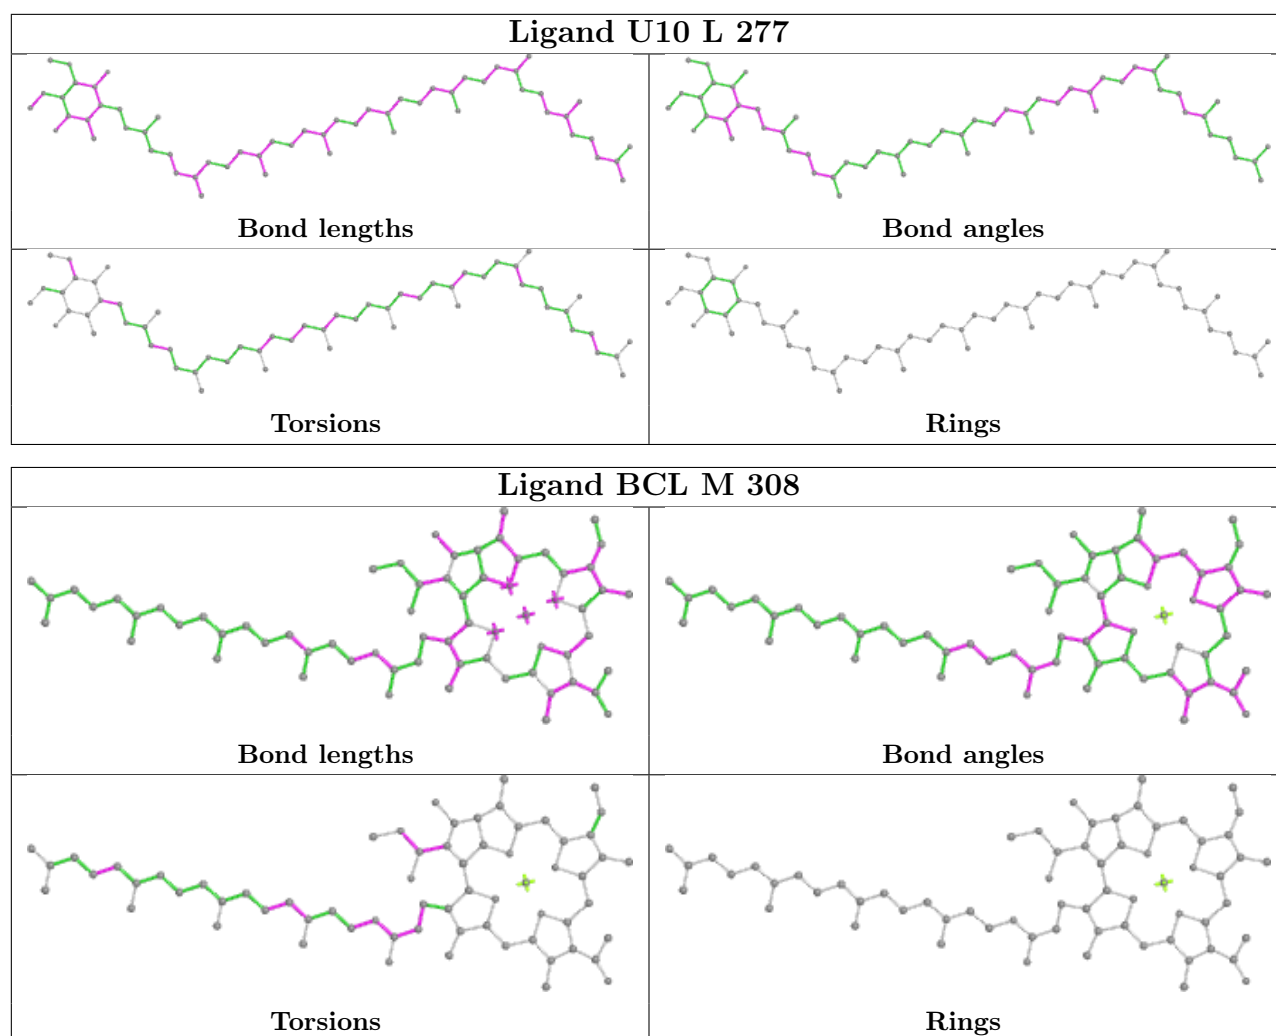 Ligand U10 L 277
Bond lengths
Bond angles
Torsions
Rings
Ligand BCL M 308
Bond lengths
Bond angles
Torsions
Rings